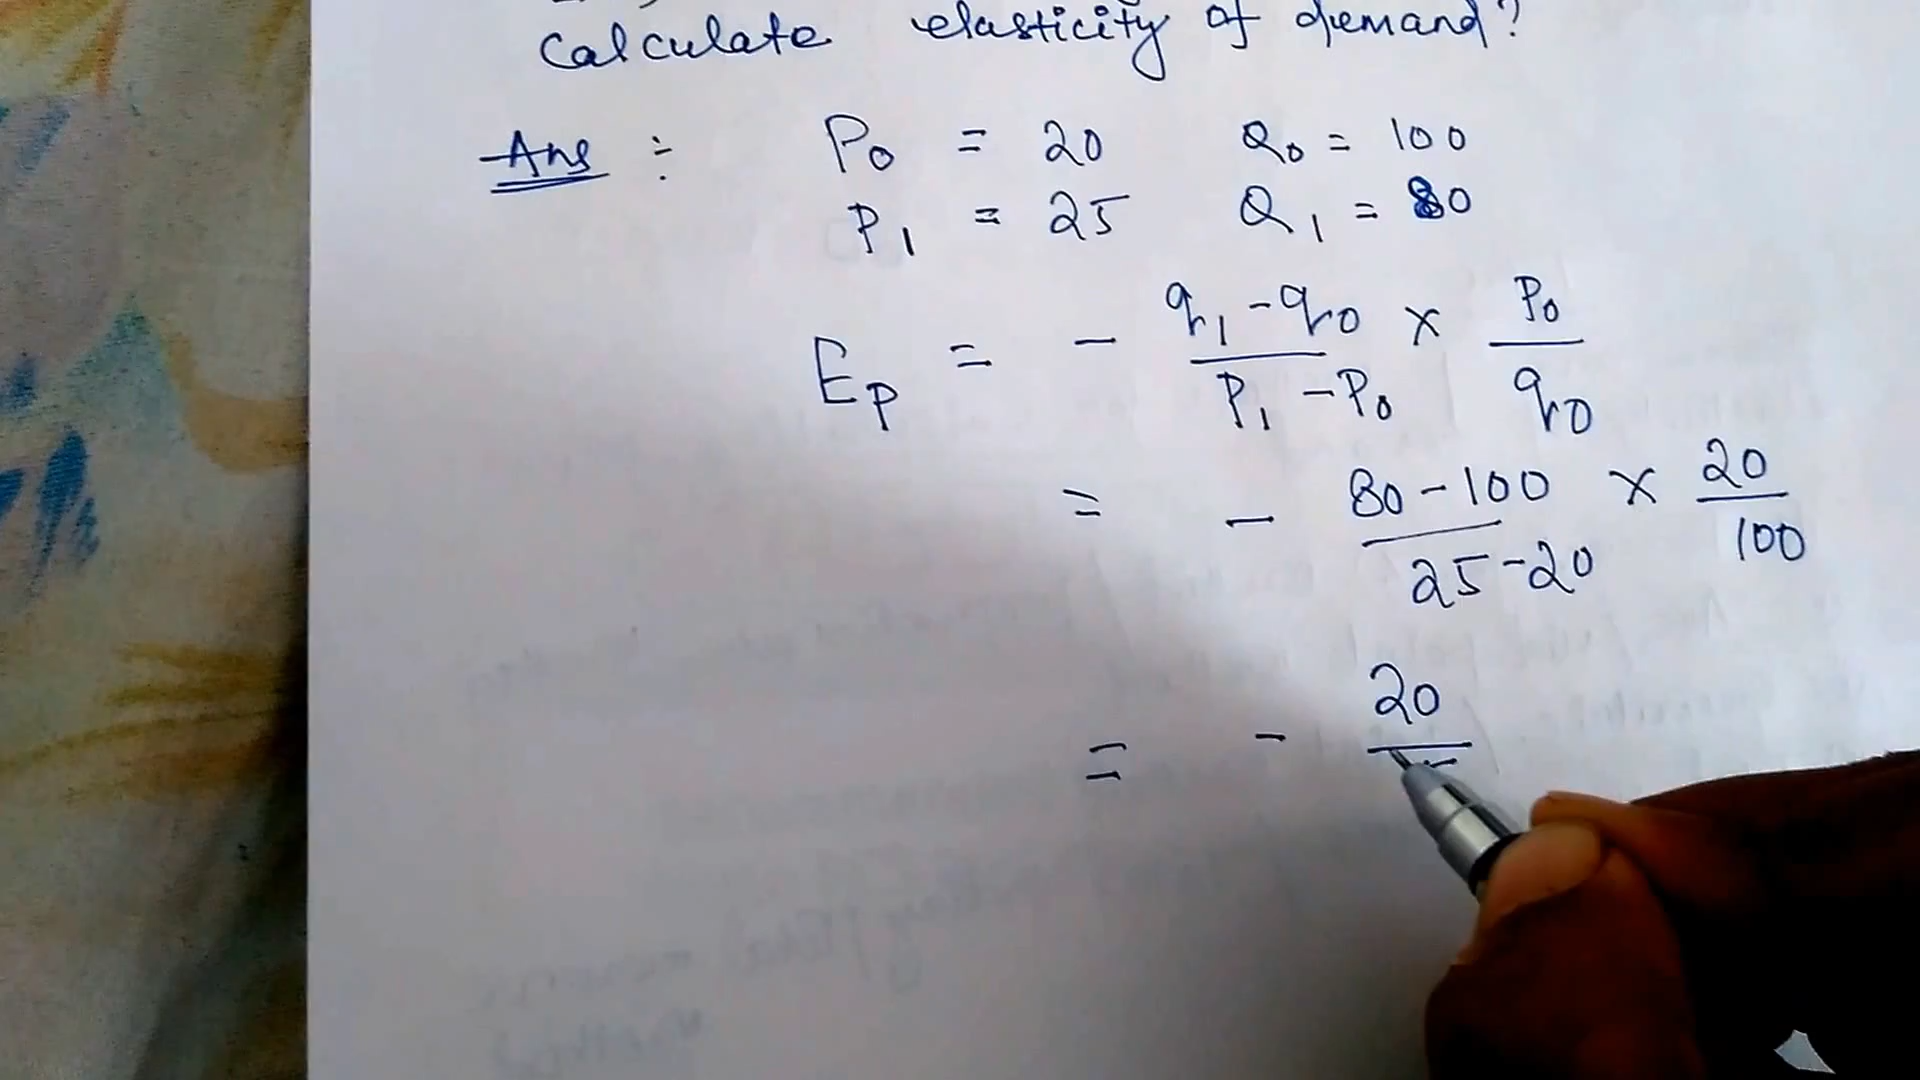 Calculate elasticity of demand?
Ans ÷ P0 = 20 Q0 = 100
P1 = 25 Q1 = 80
Ep = - q1 - q0 / P1 - P0 × P0 / q0
= - 80 - 100 / 25 - 20 × 20 / 100
= - 20 /